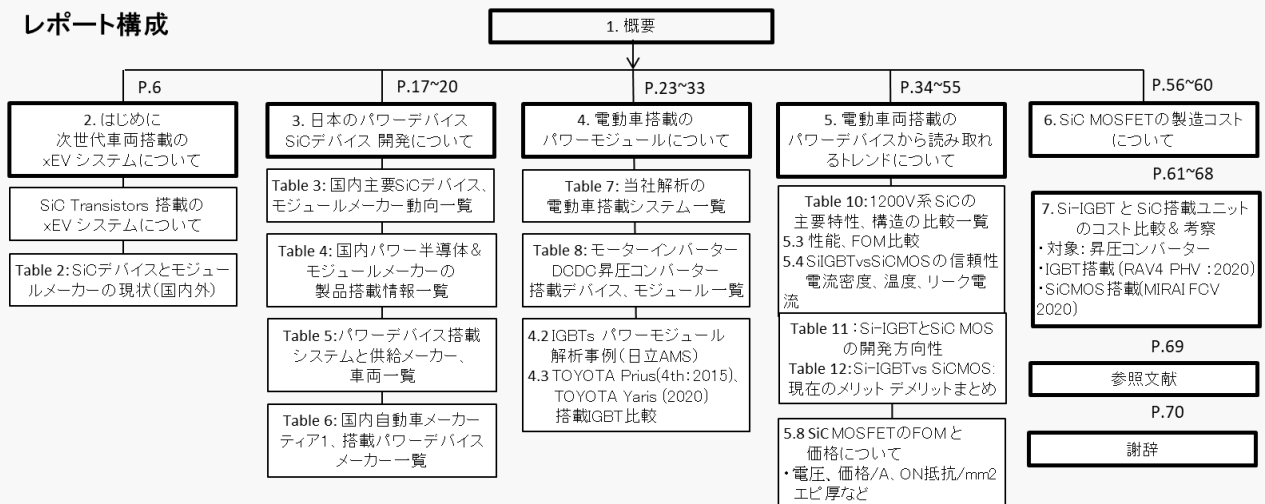 レポート構成
1. 概要
P.6
2. はじめに
次世代車両搭載の
xEV システムについて
SiC Transistors 搭載の
xEV システムについて
Table 2: SiCデバイスとモジュー
ルメーカーの現状(国内外)
P.17~20
3. 日本のパワーデバイス
SiCデバイス 開発について
Table 3: 国内主要SiCデバイス、
モジュールメーカー動向一覧
Table 4: 国内パワー半導体&
モジュールメーカーの
製品搭載情報一覧
Table 5:パワーデバイス搭載
システムと供給メーカー、
車両一覧
Table 6: 国内自動車メーカー
ティア1、搭載パワーデバイス
メーカー一覧
P.23~33
4. 電動車搭載の
パワーモジュールについて
Table 7: 当社解析の
電動車搭載システム一覧
Table 8: モーターインバーター
DCDC昇圧コンバーター
搭載デバイス、モジュール一覧
4.2 IGBTs パワーモジュール
解析事例(日立AMS)
4.3 TOYOTA Prius(4th: 2015)、
TOYOTA Yaris (2020)
搭載IGBT比較
P.34~55
5. 電動車両搭載の
パワーデバイスから読み取れ
るトレンドについて
Table 10: 1200V系 SiCの
主要特性、構造の比較一覧
5.3 性能、FOM比較
5.4 SiIGBTvsSiCMOSの信頼性
電流密度、温度、リーク電
流
Table 11 : Si-IGBTとSiC MOS
の開発方向性
Table 12: Si-IGBTvs SiCMOS:
現在のメリット デメリットまとめ
5.8 SiC MOSFETのFOMと
価格について
・電圧、価格/A、ON抵抗/mm2
エピ厚など
P.56~60
6. SiC MOSFETの製造コスト
について
P.61~68
7. Si-IGBT とSiC搭載ユニット
のコスト比較& 考察
・対象: 昇圧コンバーター
・IGBT搭載 (RAV4 PHV : 2020)
・SiCMOS搭載(MIRAI FCV
2020)
P.69
参照文献
P.70
謝辞